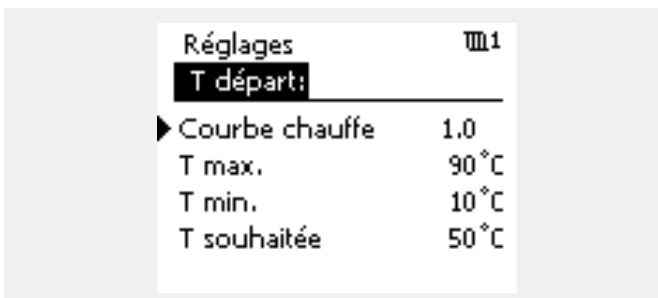 Réglages 1
T départ:
Courbe chauffe 1.0
T max. 90°C
T min. 10°C
T souhaitée 50°C